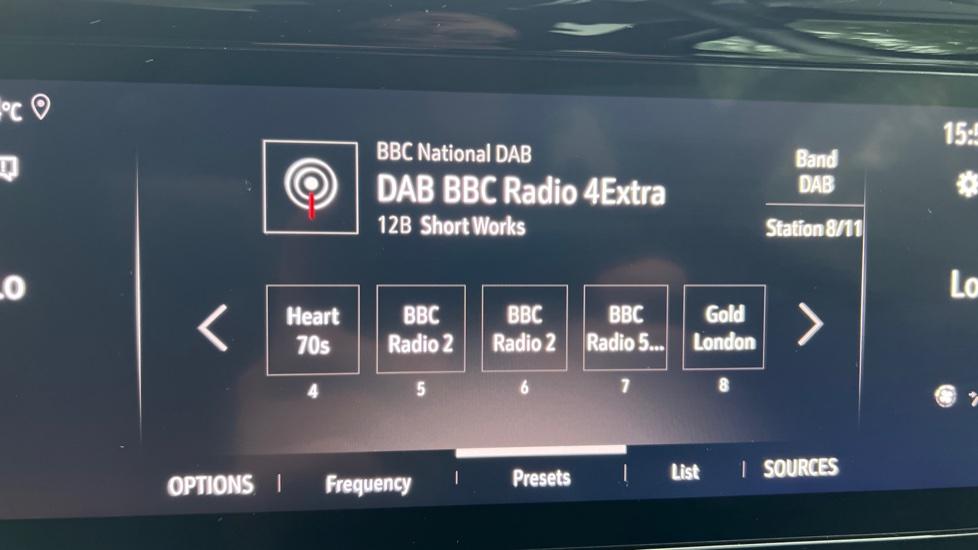 °C
BBC National DAB
DAB BBC Radio 4Extra
12B Short Works
Band
DAB
Station 8/11
Heart
70s
BBC
Radio 2
BBC
Radio 2
BBC
Radio 5...
Gold
London
4
5
6
7
8
OPTIONS
Frequency
Presets
List
SOURCES
Lo